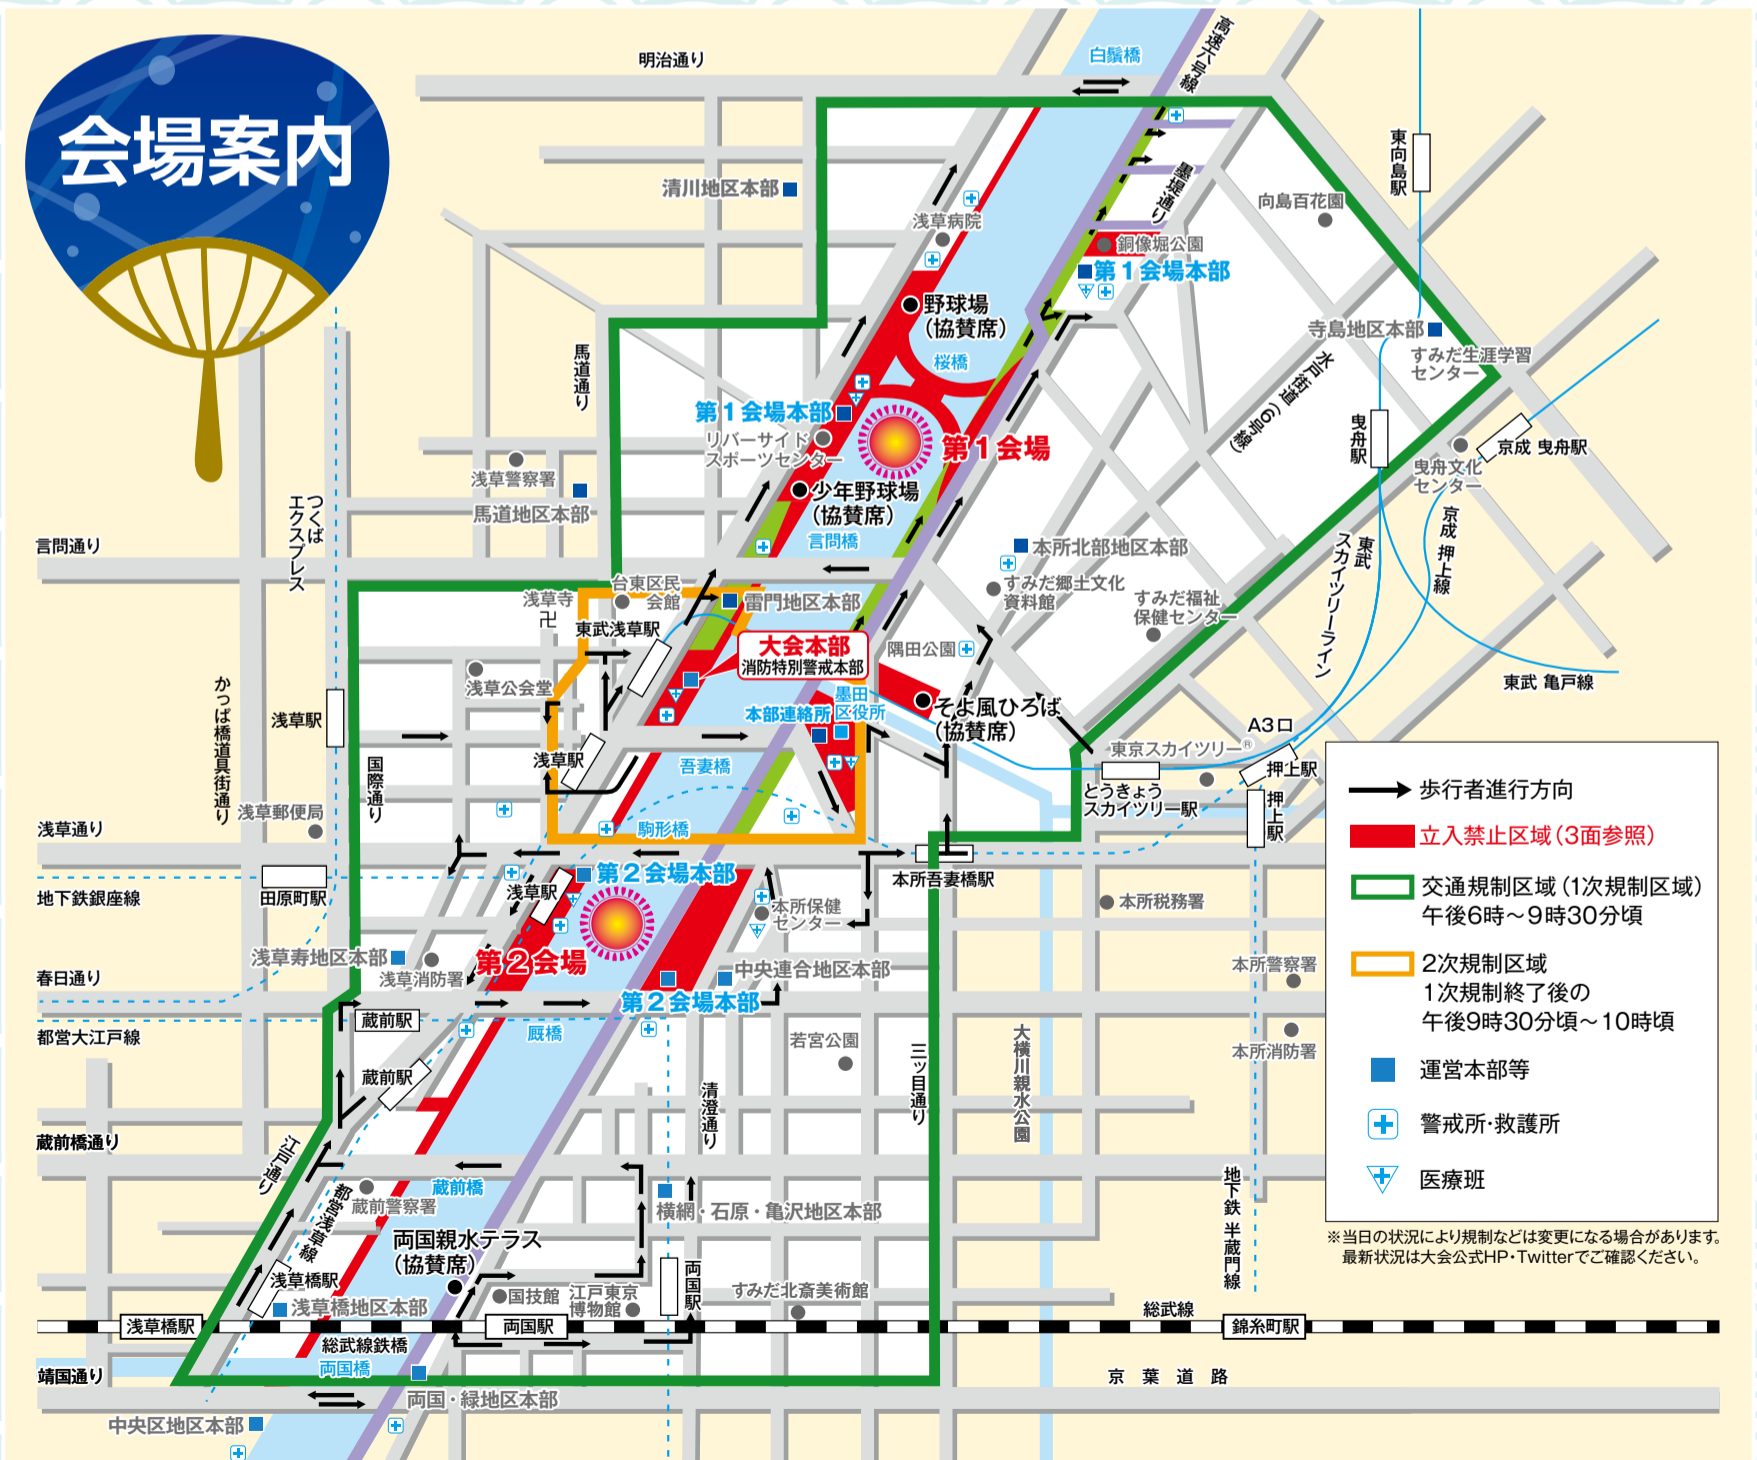 会場案内
明治通り
白鬚橋
高速六号線
東向島駅
清川地区本部
浅草病院
墨堤通り
向島百花園
銅像堀公園
第1会場本部
野球場
（協賛席）
桜橋
寺島地区本部
すみだ生涯学習
センター
水戸街道（6号線）
馬道通り
第1会場本部
リバーサイド
スポーツセンター
第1会場
曳舟駅
京成 曳舟駅
曳舟文化
センター
浅草警察署
馬道地区本部
少年野球場
（協賛席）
つくば
エクスプレス
言問通り
言問橋
本所北部地区本部
京成 押上線
東武
スカイツリーライン
すみだ郷土文化
資料館
すみだ福祉
保健センター
台東区民
会館
浅草寺
卍
雷門地区本部
東武浅草駅
大会本部
消防特別警戒本部
隅田公園
浅草公会堂
かっぱ橋道具街通り
浅草駅
墨田
区役所
本部連絡所
そよ風ひろば
（協賛席）
東武 亀戸線
A3口
東京スカイツリー®
押上駅
とうきょう
スカイツリー駅
押上駅
浅草駅
吾妻橋
国際通り
浅草郵便局
浅草通り
駒形橋
地下鉄銀座線
田原町駅
浅草駅
第2会場本部
本所吾妻橋駅
本所税務署
本所保健
センター
浅草寿地区本部
浅草消防署
第2会場
中央連合地区本部
春日通り
第2会場本部
本所警察署
都営大江戸線
蔵前駅
厩橋
若宮公園
三ッ目通り
大横川親水公園
本所消防署
蔵前駅
清澄通り
蔵前橋通り
江戸通り
都営浅草線
蔵前橋
蔵前警察署
横網・石原・亀沢地区本部
地下鉄 半蔵門線
両国親水テラス
（協賛席）
浅草橋駅
浅草橋地区本部
国技館
江戸東京
博物館
両国駅
すみだ北斎美術館
総武線
浅草橋駅
両国駅
錦糸町駅
総武線鉄橋
靖国通り
両国橋
京葉道路
両国・緑地区本部
中央区地区本部
歩行者進行方向
立入禁止区域（3面参照）
交通規制区域（1次規制区域）
午後6時～9時30分頃
2次規制区域
1次規制終了後の
午後9時30分頃～10時頃
運営本部等
警戒所・救護所
医療班
※当日の状況により規制などは変更になる場合があります。
最新状況は大会公式HP・Twitterでご確認ください。